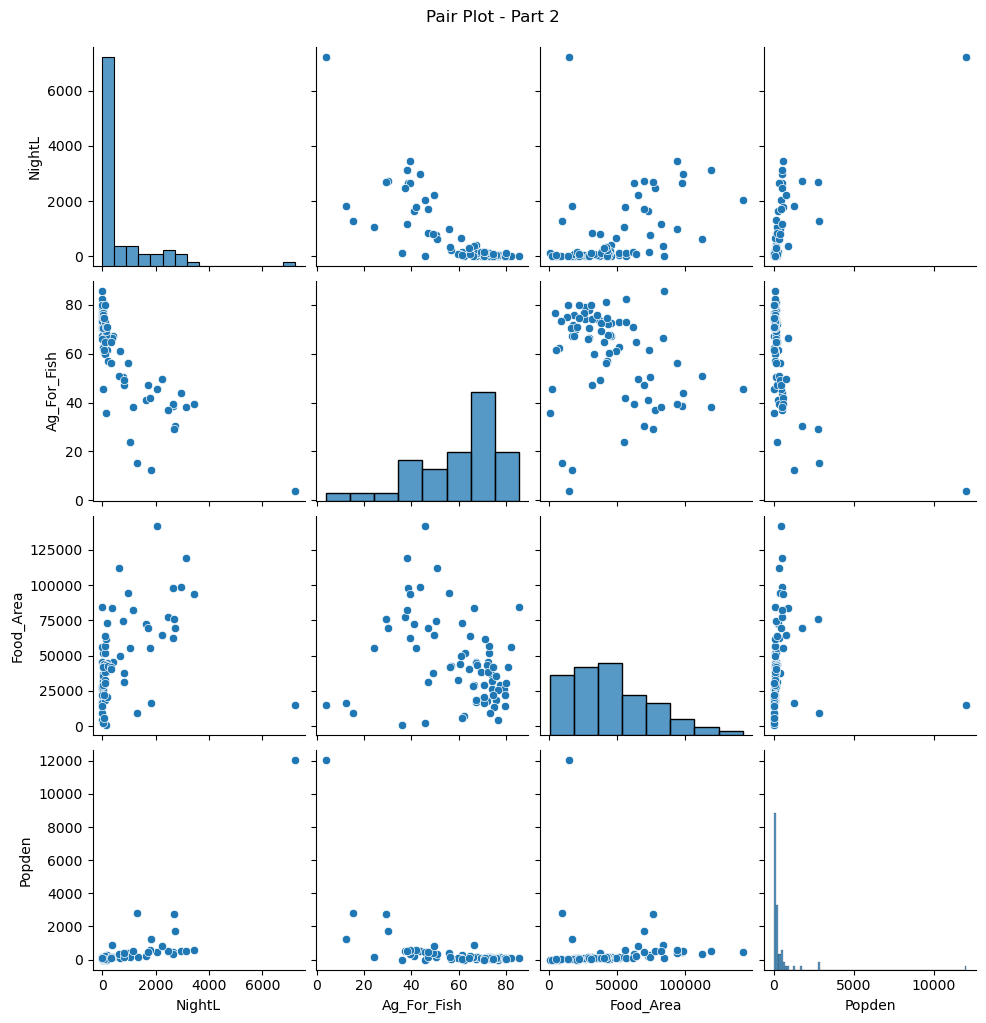 Pair Plot - Part 2
6000
4000
2000
0
NightL
80
60
40
20
0
Ag_For_Fish
125000
100000
75000
50000
25000
0
Food_Area
12000
10000
8000
6000
4000
2000
0
Popden
0 2000 4000 6000
0 20 40 60 80
0 50000 100000
0 5000 10000
NightL Ag_For_Fish Food_Area Popden